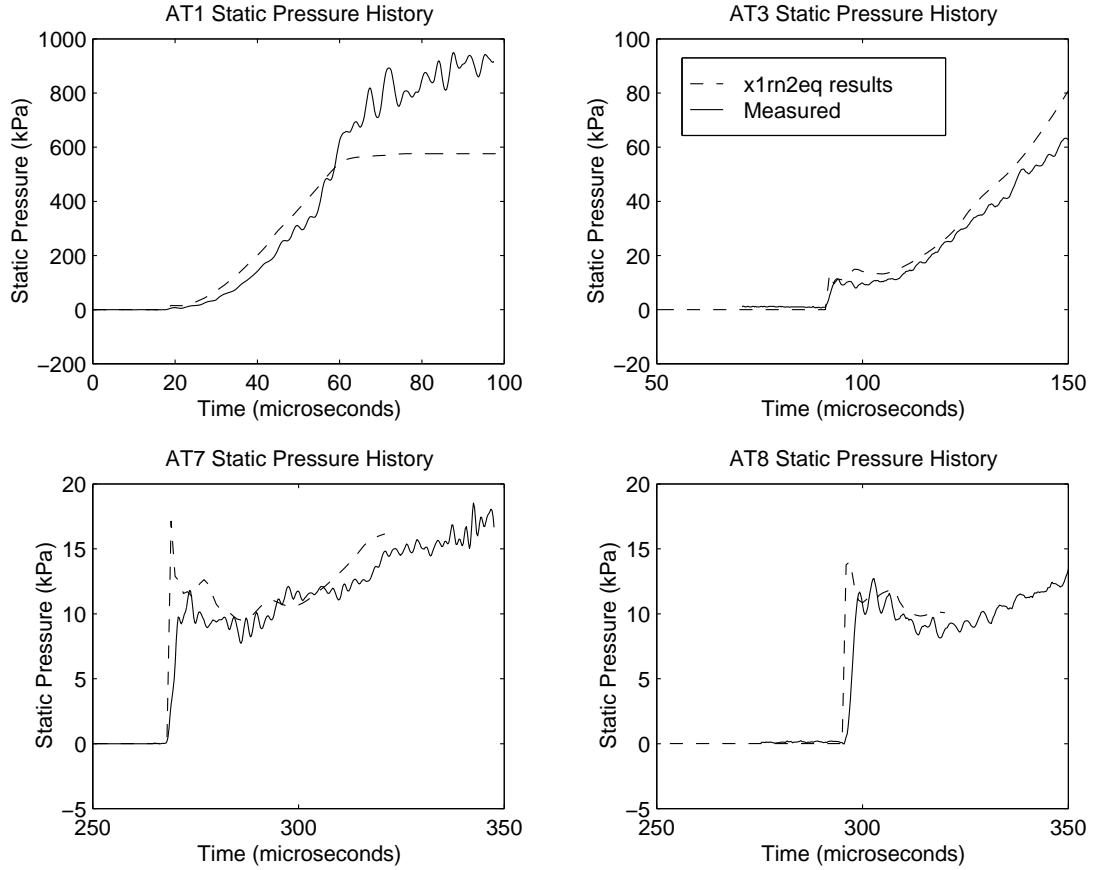 AT1 Static Pressure History
1000
800
600
400
200
0
−200
0 20 40 60 80 100
Static Pressure (kPa)
Time (microseconds)
AT3 Static Pressure History
100
80
60
40
20
0
−20
50 100 150
Static Pressure (kPa)
Time (microseconds)
x1rn2eq results
Measured
AT7 Static Pressure History
20
15
10
5
0
−5
250 300 350
Static Pressure (kPa)
Time (microseconds)
AT8 Static Pressure History
20
15
10
5
0
−5
250 300 350
Static Pressure (kPa)
Time (microseconds)